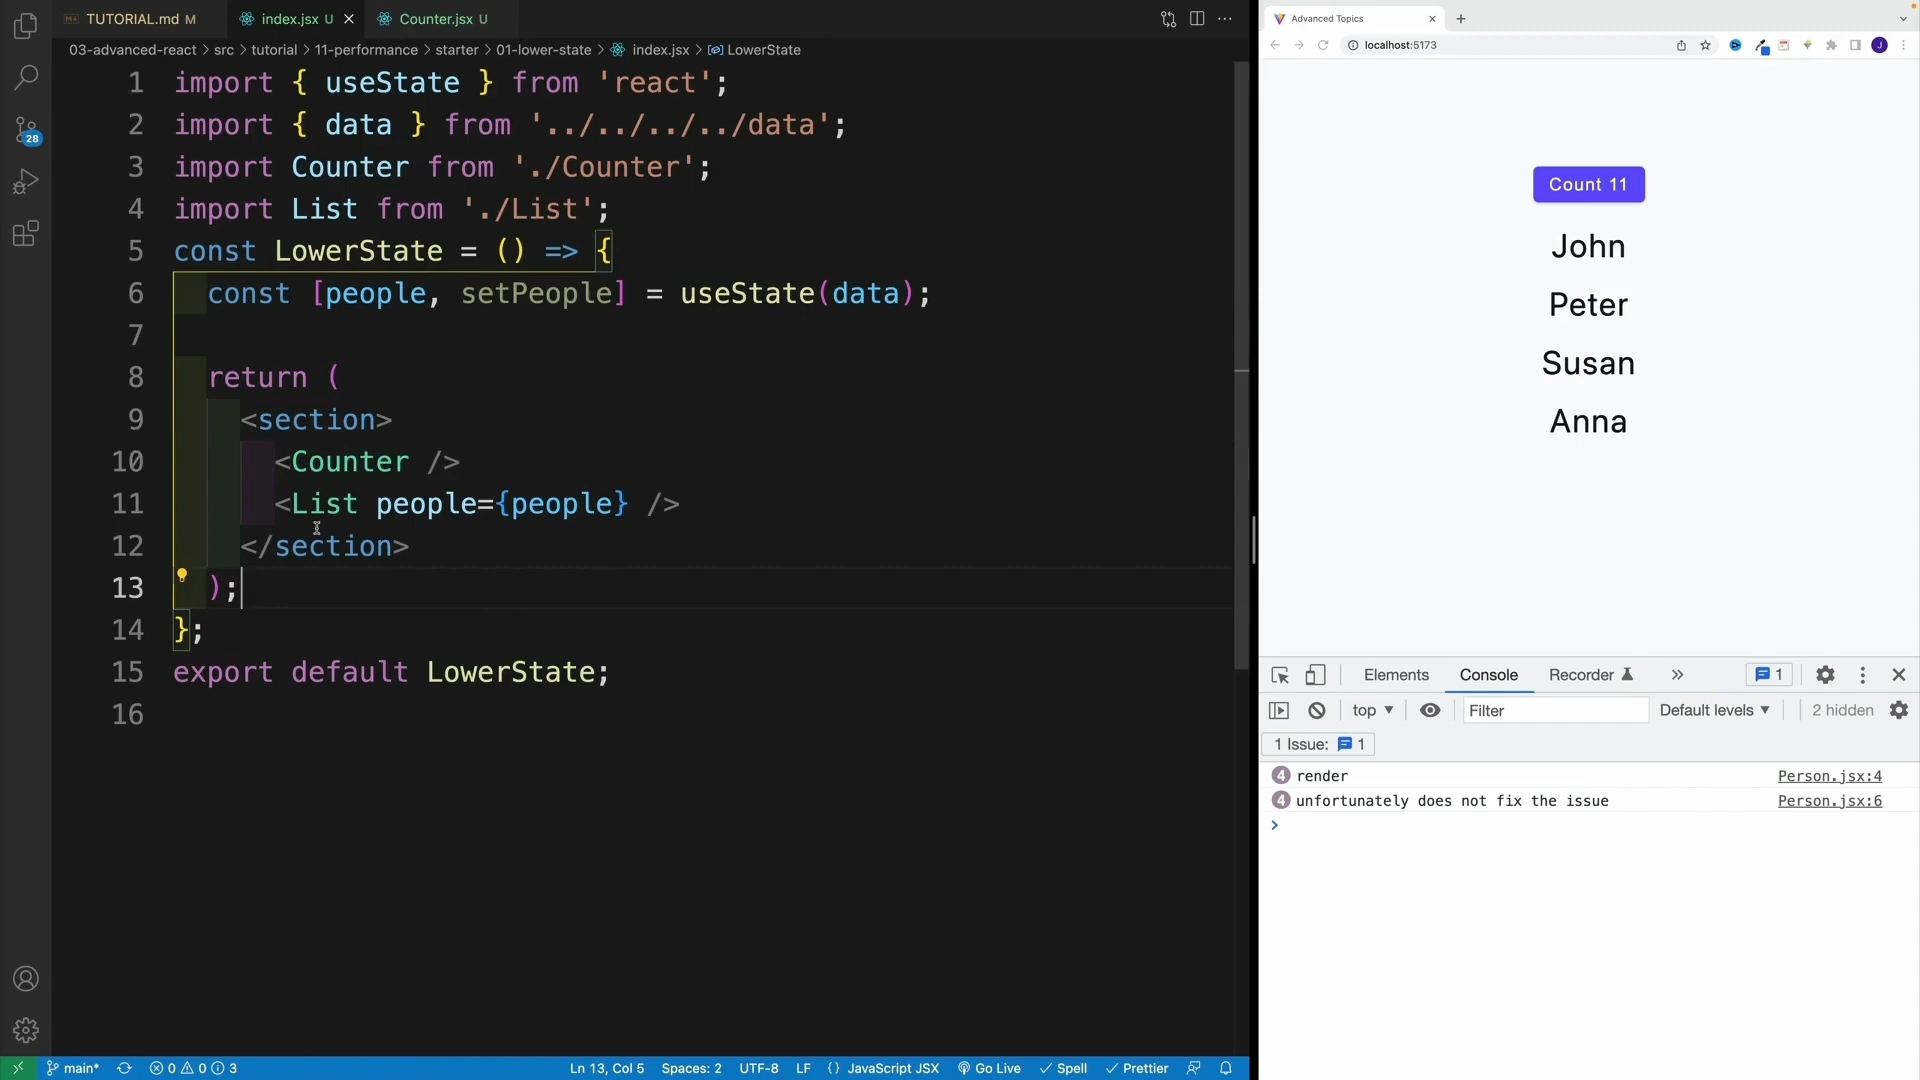 TUTORIAL.md M
index.jsx U
Counter.jsx U
03-advanced-react > src > tutorial > 11-performance > starter > 01-lower-state > index.jsx > LowerState
1 import { useState } from 'react';
2 import { data } from '../../../../data';
3 import Counter from './Counter';
4 import List from './List';
5 const LowerState = () => {
6 const [people, setPeople] = useState(data);
7
8 return (
9 <section>
10 <Counter />
11 <List people={people} />
12 </section>
13 );
14 };
15 export default LowerState;
16
28
main*
0 0 3
Ln 13, Col 5
Spaces: 2
UTF-8
LF
{} JavaScript JSX
Go Live
Spell
Prettier
Advanced Topics
localhost:5173
J
Count 11
John
Peter
Susan
Anna
Elements
Console
Recorder
1
top
Filter
Default levels
2 hidden
1 Issue: 1
4 render Person.jsx:4
4 unfortunately does not fix the issue Person.jsx:6